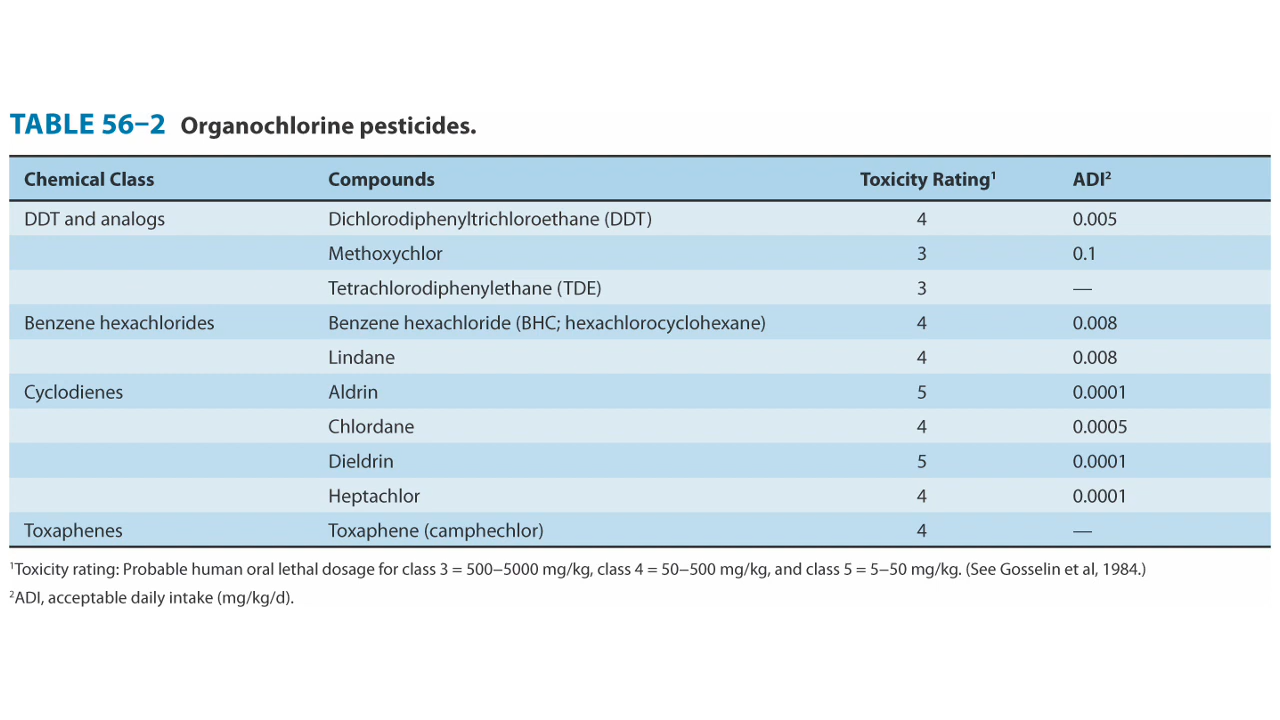 TABLE 56–2 Organochlorine pesticides.
Chemical Class Compounds Toxicity Rating¹ ADI²
DDT and analogs Dichlorodiphenyltrichloroethane (DDT) 4 0.005
Methoxychlor 3 0.1
Tetrachlorodiphenylethane (TDE) 3 —
Benzene hexachlorides Benzene hexachloride (BHC; hexachlorocyclohexane) 4 0.008
Lindane 4 0.008
Cyclodienes Aldrin 5 0.0001
Chlordane 4 0.0005
Dieldrin 5 0.0001
Heptachlor 4 0.0001
Toxaphenes Toxaphene (camphechlor) 4 —
¹Toxicity rating: Probable human oral lethal dosage for class 3 = 500–5000 mg/kg, class 4 = 50–500 mg/kg, and class 5 = 5–50 mg/kg. (See Gosselin et al, 1984.)
²ADI, acceptable daily intake (mg/kg/d).